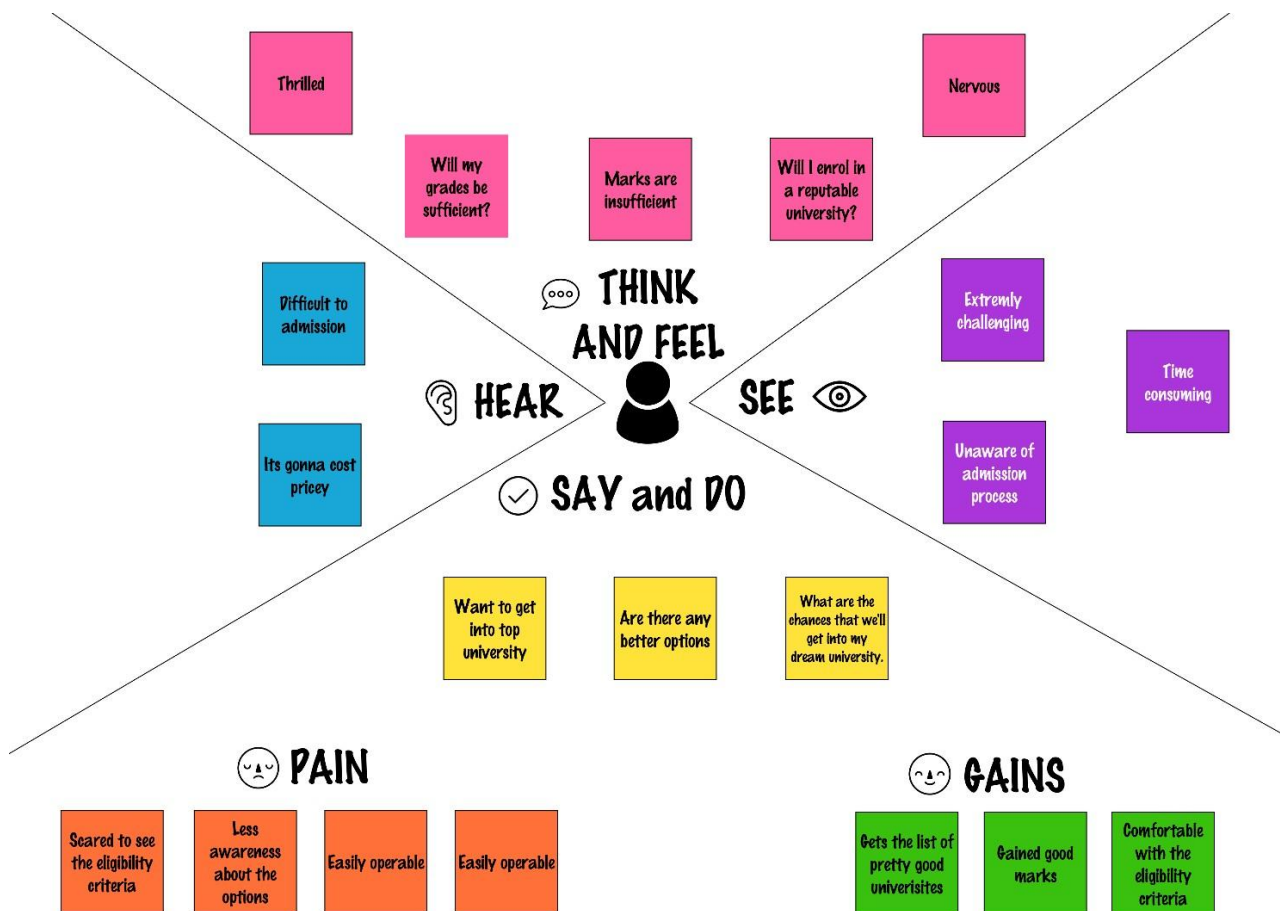 Thrilled
Nervous
Will my
grades be
sufficient?
Marks are
insufficient
Will I enrol in
a reputable
university?
THINK
AND FEEL
Difficult to
admission
Its gonna cost
pricey
HEAR
SEE
Extremly
challenging
Time
consuming
Unaware of
admission
process
SAY and DO
Want to get
into top
university
Are there any
better options
What are the
chances that we'll
get into my
dream university.
PAIN
Scared to see
the eligibility
criteria
Less
awareness
about the
options
Easily operable
Easily operable
GAINS
Gets the list of
pretty good
univerisites
Gained good
marks
Comfortable
with the
eligibility
criteria